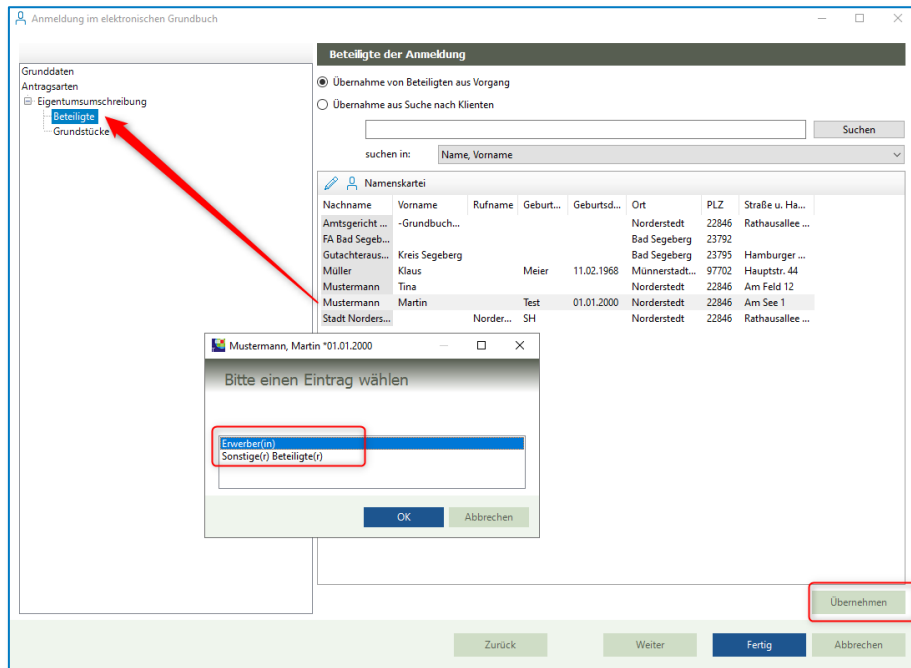 Anmeldung im elektronischen Grundbuch
Grunddaten
Antragsarten
Eigentumsumschreibung
Beteiligte
Grundstücke
Beteiligte der Anmeldung
Übernahme von Beteiligten aus Vorgang
Übernahme aus Suche nach Klienten
Suchen
suchen in: Name, Vorname
Namenskartei
Nachname Vorname Rufname Geburt... Geburtsd... Ort PLZ Straße u. Ha...
Amtsgericht ... -Grundbuch... Norderstedt 22846 Rathausallee ...
FA Bad Segeb... Bad Segeberg 23792
Gutachteraus... Kreis Segeberg Bad Segeberg 23795 Hamburger ...
Müller Klaus Meier 11.02.1968 Münnerstadt... 97702 Hauptstr. 44
Mustermann Tina Norderstedt 22846 Am Feld 12
Mustermann Martin Test 01.01.2000 Norderstedt 22846 Am See 1
Stadt Norders... Norder... SH Norderstedt 22846 Rathausallee ...
Mustermann, Martin *01.01.2000
Bitte einen Eintrag wählen
Erwerber(in)
Sonstige(r) Beteiligte(r)
OK Abbrechen
Übernehmen
Zurück Weiter Fertig Abbrechen